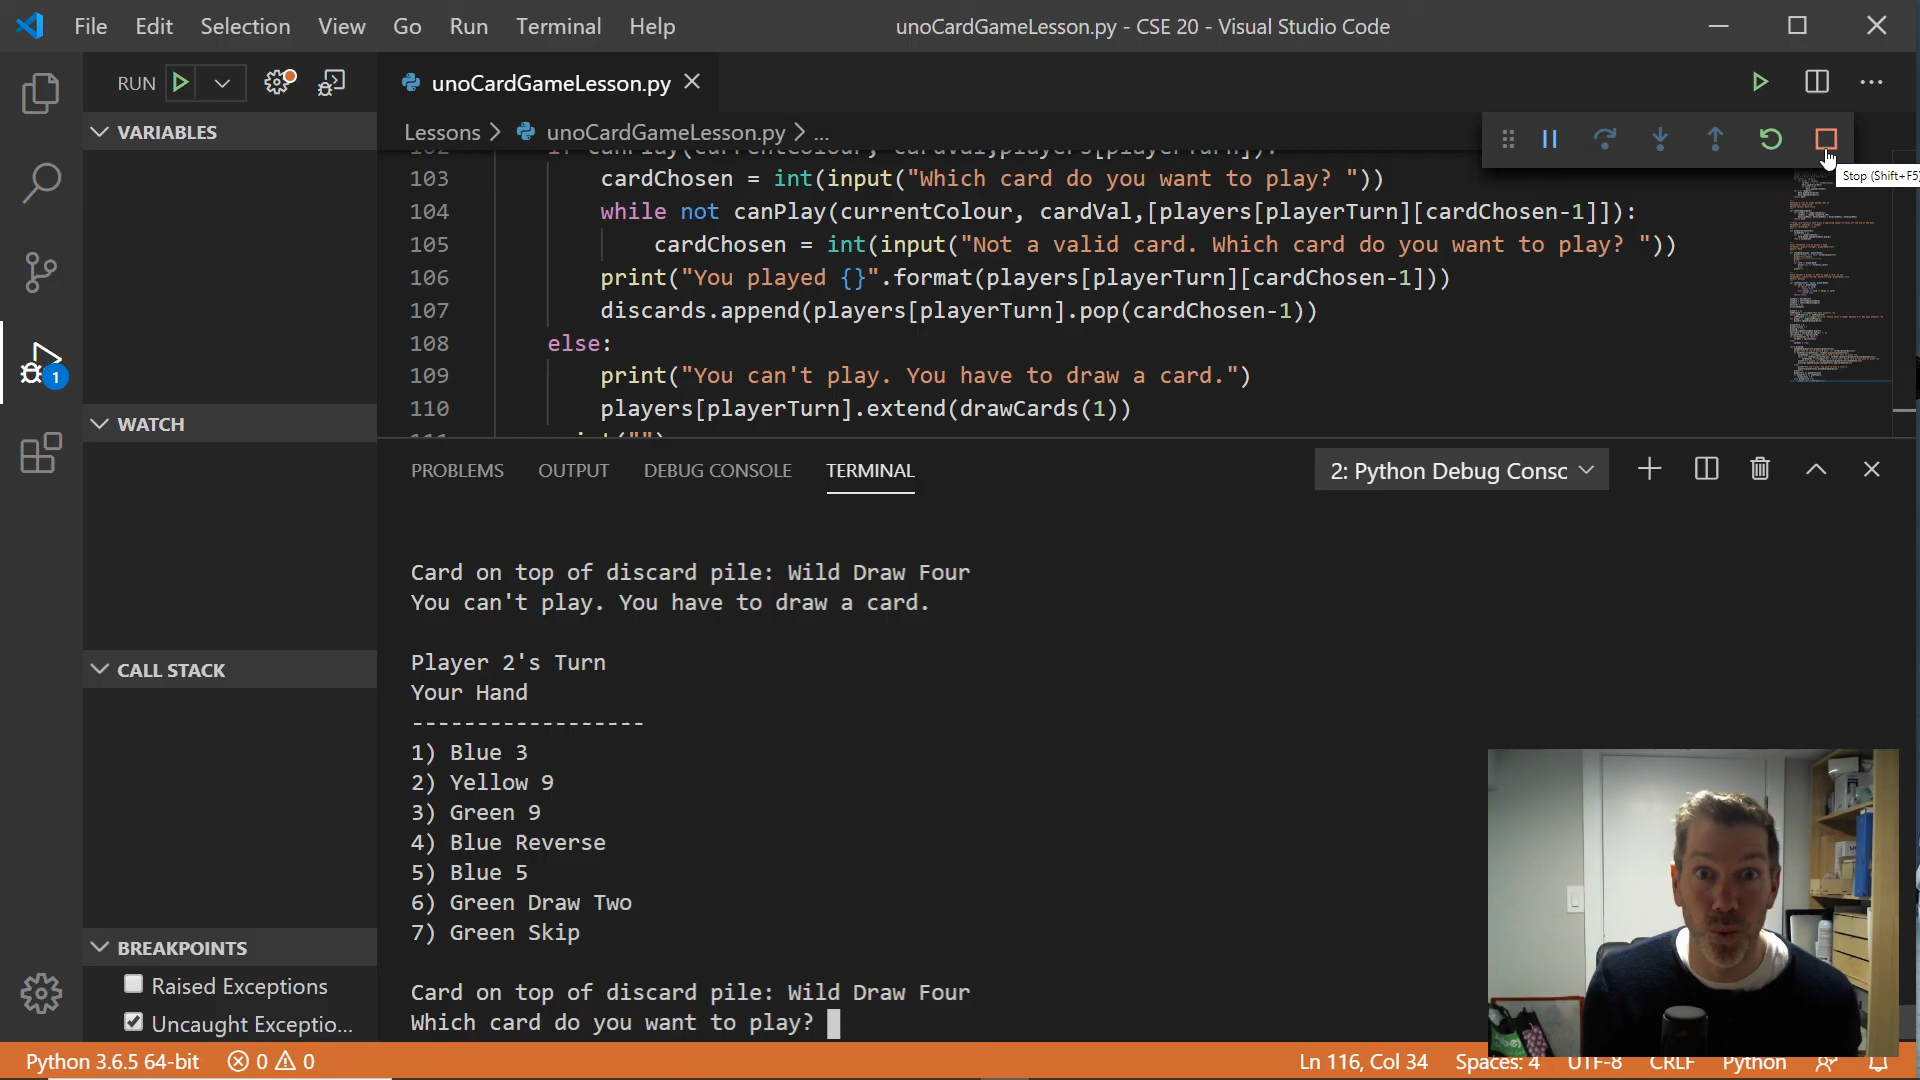 File Edit Selection View Go Run Terminal Help unoCardGameLesson.py - CSE 20 - Visual Studio Code
RUN
unoCardGameLesson.py
VARIABLES
Lessons > unoCardGameLesson.py > ...
Stop (Shift+F5)
103 cardChosen = int(input("Which card do you want to play? "))
104 while not canPlay(currentColour, cardVal,[players[playerTurn][cardChosen-1]]):
105 cardChosen = int(input("Not a valid card. Which card do you want to play? "))
106 print("You played {}".format(players[playerTurn][cardChosen-1]))
107 discards.append(players[playerTurn].pop(cardChosen-1))
108 else:
109 print("You can't play. You have to draw a card.")
110 players[playerTurn].extend(drawCards(1))
WATCH
PROBLEMS OUTPUT DEBUG CONSOLE TERMINAL 2: Python Debug Consc
Card on top of discard pile: Wild Draw Four
You can't play. You have to draw a card.
Player 2's Turn
CALL STACK
Your Hand
------------------
1) Blue 3
2) Yellow 9
3) Green 9
4) Blue Reverse
5) Blue 5
6) Green Draw Two
7) Green Skip
BREAKPOINTS
Raised Exceptions
Uncaught Exceptio...
Card on top of discard pile: Wild Draw Four
Which card do you want to play?
1
Python 3.6.5 64-bit 0 0 Ln 116, Col 34 Spaces: 4 UTF-8 CRLF Python